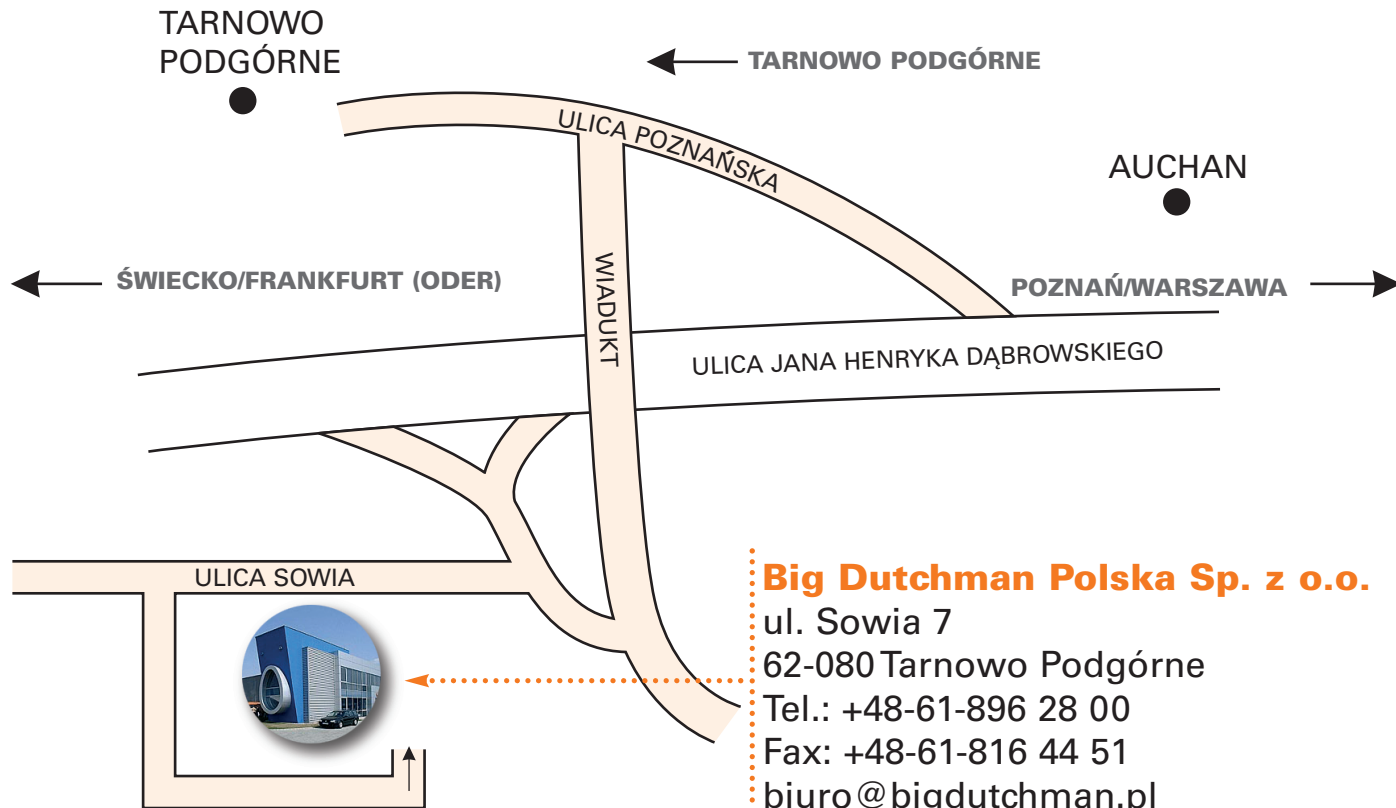 TARNOWO
PODGÓRNE
TARNOWO PODGÓRNE
ULICA POZNAŃSKA
AUCHAN
ŚWIECKO/FRANKFURT (ODER)
WIADUKT
POZNAŃ/WARSZAWA
ULICA JANA HENRYKA DĄBROWSKIEGO
ULICA SOWIA
Big Dutchman Polska Sp. z o.o.
ul. Sowia 7
62-080 Tarnowo Podgórne
Tel.: +48-61-896 28 00
Fax: +48-61-816 44 51
biuro@bigdutchman.pl